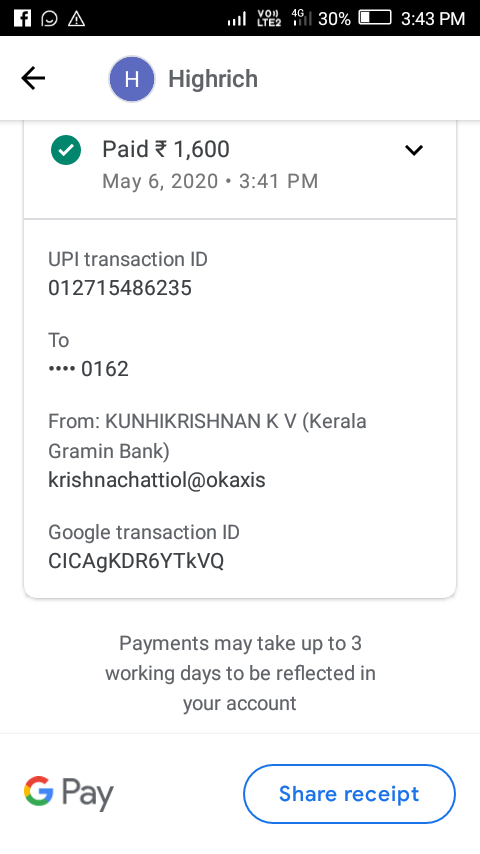 VO)) LTE2 4G 30% 3:43 PM
H Highrich
Paid ₹ 1,600
May 6, 2020 • 3:41 PM
UPI transaction ID
012715486235
To
•••• 0162
From: KUNHIKRISHNAN K V (Kerala
Gramin Bank)
krishnachattiol@okaxis
Google transaction ID
CICAgKDR6YTkVQ
Payments may take up to 3
working days to be reflected in
your account
G Pay
Share receipt